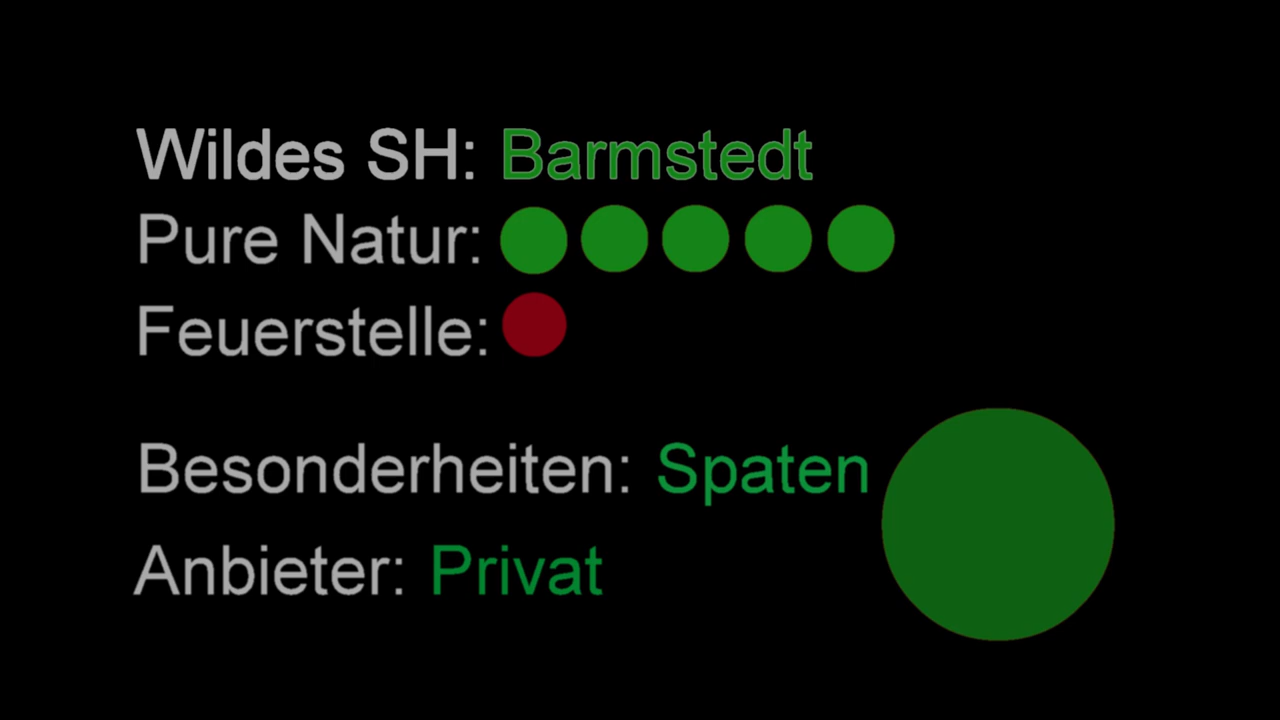 Wildes SH: Barmstedt
Pure Natur:
Feuerstelle:
Besonderheiten: Spaten
Anbieter: Privat